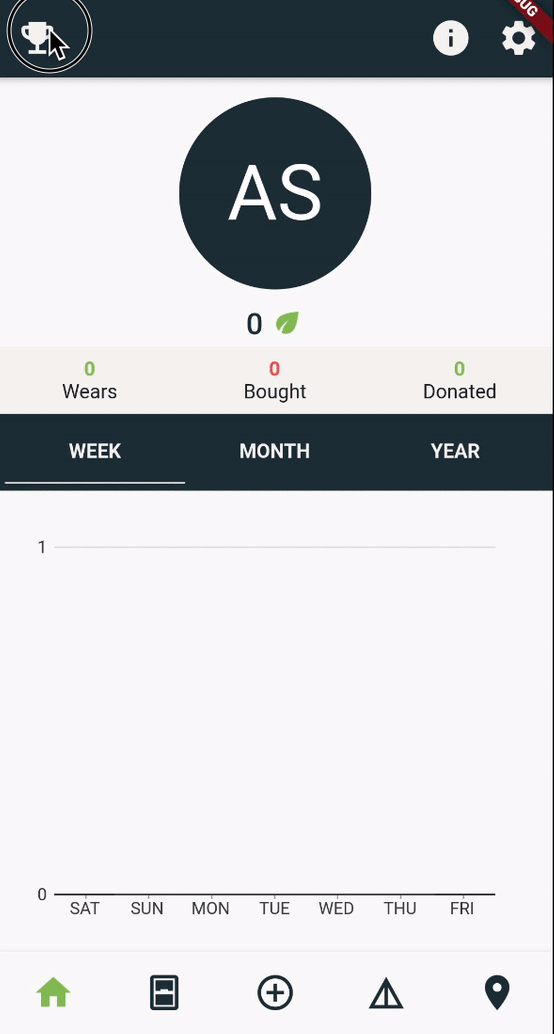 AS
0
0 0 0
Wears Bought Donated
WEEK MONTH YEAR
1
0
SAT SUN MON TUE WED THU FRI